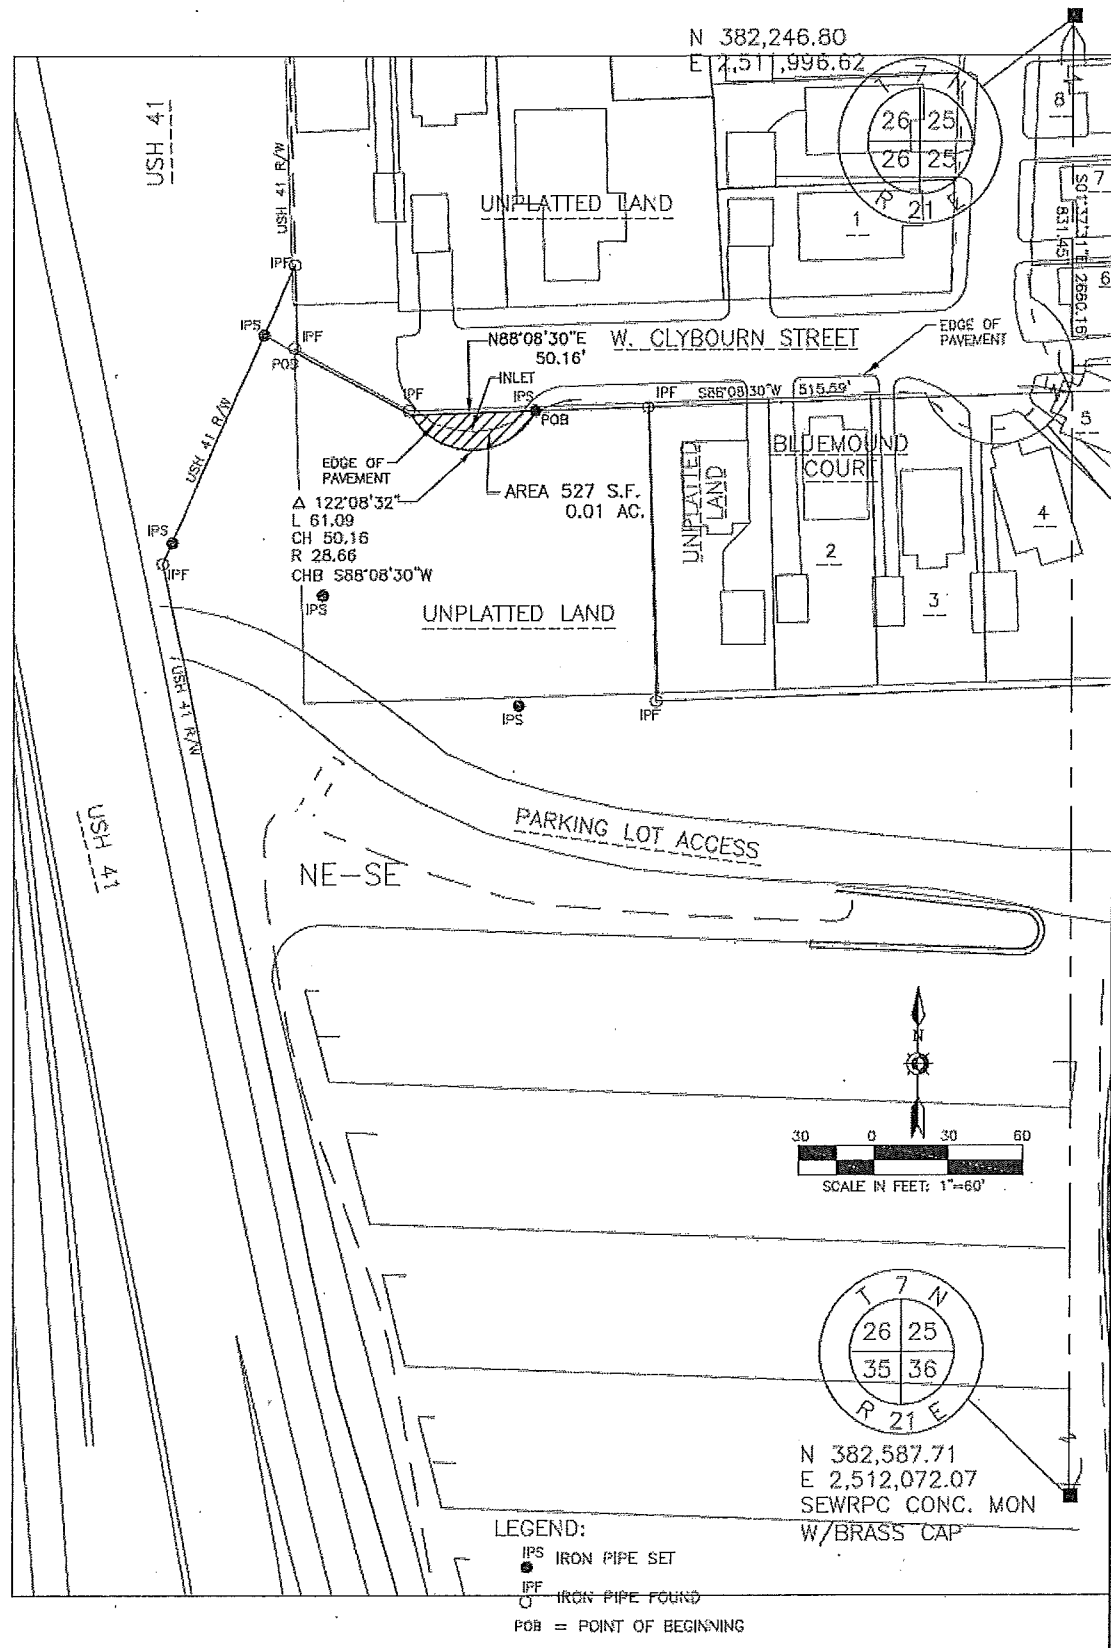 N 382,246.80
E 2,511,996.62
T 7 N
26 25
26 25
R 21 E
USH 41
USH 41 R/W
UNPLATTED LAND
1
8
7
6
831.45
IPF
IPS
IPF
POB
N88°08'30"E
50.16'
W. CLYBOURN STREET
EDGE OF
PAVEMENT
INLET
IPF
IPS
POB
IPF
S88°08'30"W 515.59'
5
USH 41 R/W
EDGE OF
PAVEMENT
BLUEMOUND
COURT
UNPLATTED
LAND
AREA 527 S.F.
0.01 AC.
Δ 122°08'32"
L 61.09
CH 50.16
R 28.66
CHB S88°08'30"W
4
2
3
IPS
IPF
IPS
UNPLATTED LAND
USH 41 R/W
IPS
IPF
USH 41
PARKING LOT ACCESS
NE-SE
N
30 0 30 60
SCALE IN FEET: 1"=60'
T 7 N
26 25
35 36
R 21 E
N 382,587.71
E 2,512,072.07
SEWRPC CONC. MON
W/BRASS CAP
LEGEND:
IPS IRON PIPE SET
IPF IRON PIPE FOUND
POB = POINT OF BEGINNING